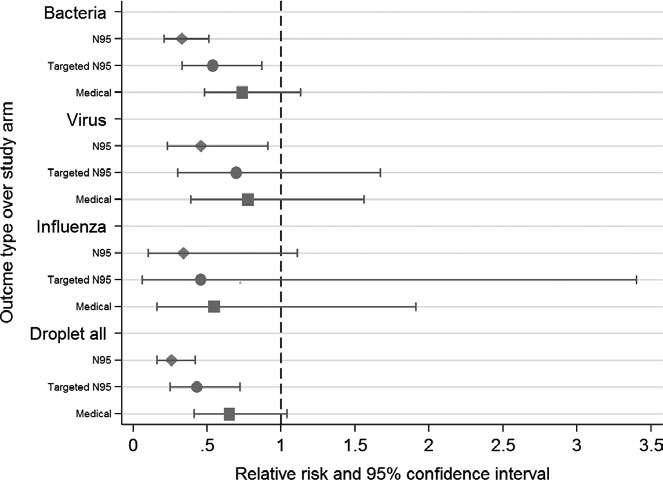 Outcme type over study arm
Bacteria
N95
Targeted N95
Medical
Virus
N95
Targeted N95
Medical
Influenza
N95
Targeted N95
Medical
Droplet all
N95
Targeted N95
Medical
0 .5 1 1.5 2 2.5 3 3.5
Relative risk and 95% confidence interval